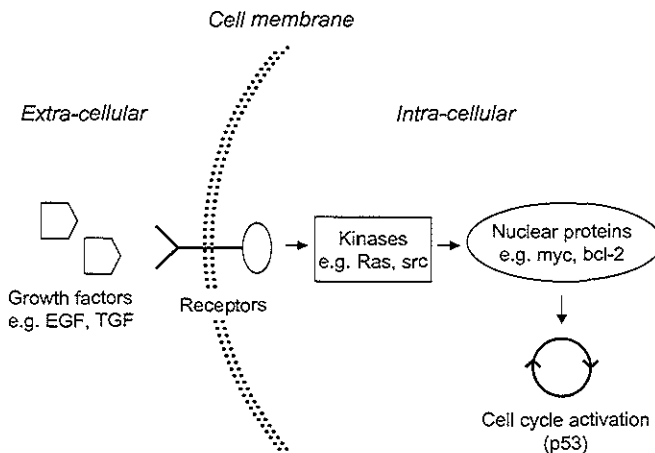 Cell membrane
Extra-cellular
Intra-cellular
Growth factors
e.g. EGF, TGF
Receptors
Kinases
e.g. Ras, src
Nuclear proteins
e.g. myc, bcl-2
Cell cycle activation
(p53)